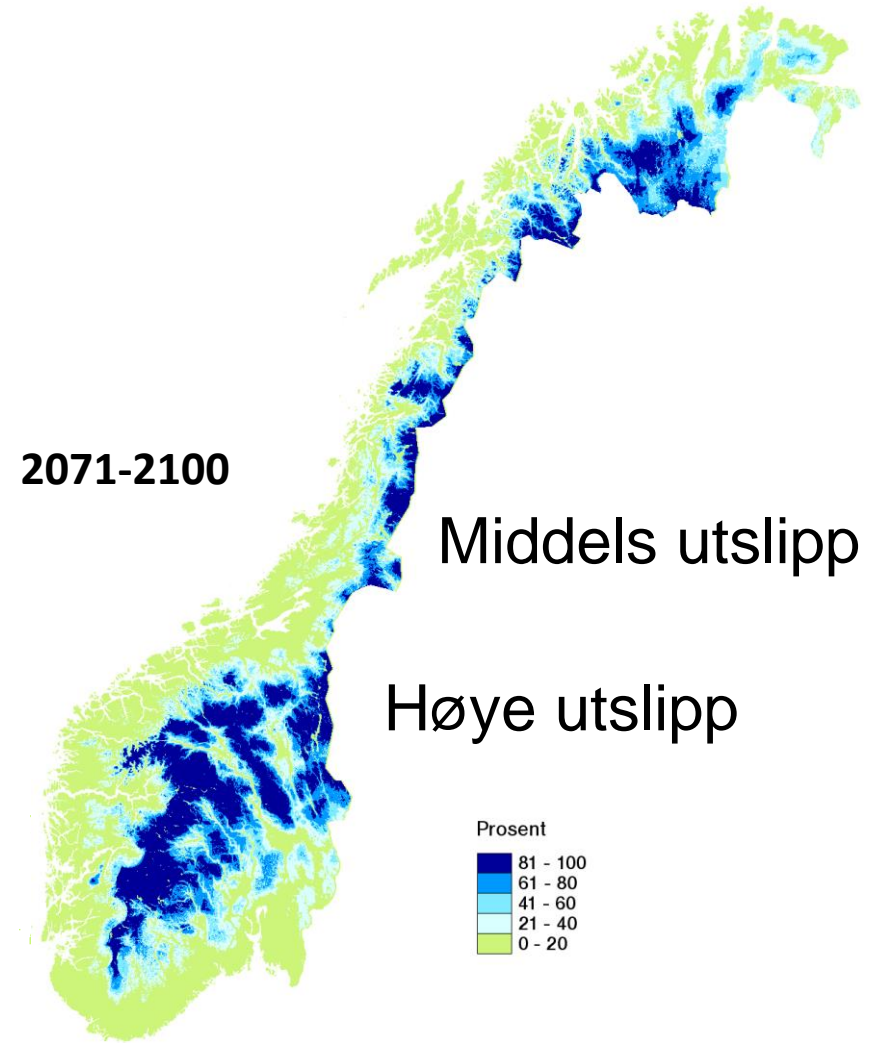 2071-2100
Middels utslipp
Høye utslipp
Prosent
81 - 100
61 - 80
41 - 60
21 - 40
0 - 20